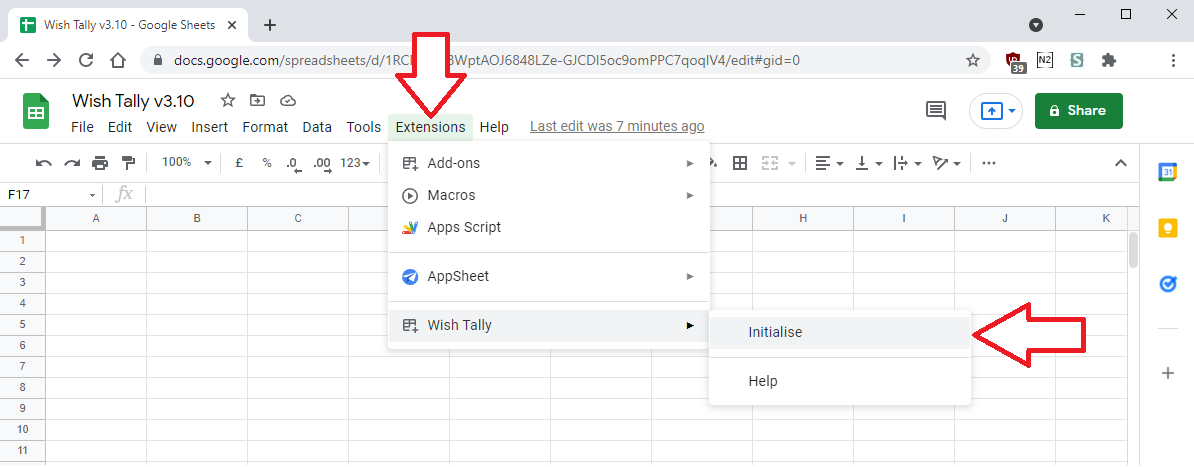 Wish Tally v3.10 - Google Sheets
docs.google.com/spreadsheets/d/1RC WptAOJ6848LZe-GJCDI5oc9omPPC7qoqIV4/edit#gid=0
39
N2
S
Wish Tally v3.10
File Edit View Insert Format Data Tools Extensions Help Last edit was 7 minutes ago
Share
100% £ % .0 .00 123
31
F17 fx
Add-ons
Macros
Apps Script
AppSheet
Wish Tally
Initialise
Help
A B C H I J K
1
2
3
4
5
6
7
8
9
10
11